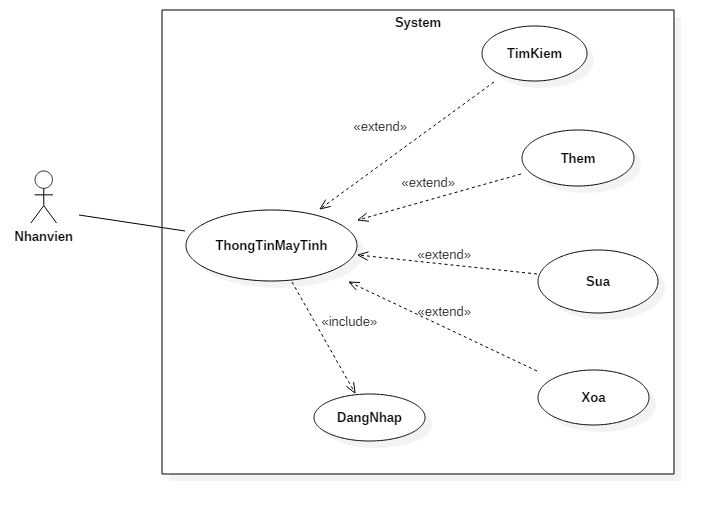 System
TimKiem
«extend»
Them
«extend»
Nhanvien
ThongTinMayTinh
«extend»
Sua
«extend»
«include»
Xoa
DangNhap